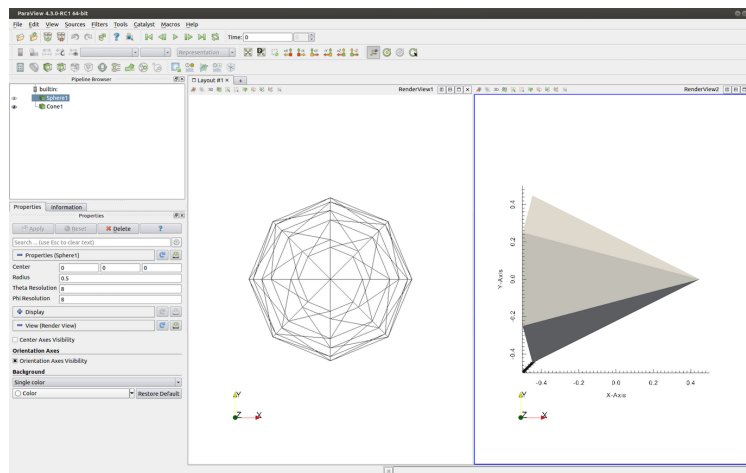 ParaView 4.3.0-RC1 64-bit
File Edit View Sources Filters Tools Catalyst Macros Help
Time: 0
Representation
Pipeline Browser
Layout #1
builtin:
Sphere1
Cone1
RenderView1
RenderView2
Properties Information
Properties
Apply Reset Delete ?
Search ... (use Esc to clear text)
Properties (Sphere1)
Center 0 0 0
Radius 0.5
Theta Resolution 8
Phi Resolution 8
Display
View (Render View)
Center Axes Visibility
Orientation Axes
Orientation Axes Visibility
Background
Single color
Color Restore Default
Y
Z X
0.4
0.2
0.0
-0.2
-0.4
Y-Axis
-0.4 -0.2 0.0 0.2 0.4
X-Axis
Y
Z X